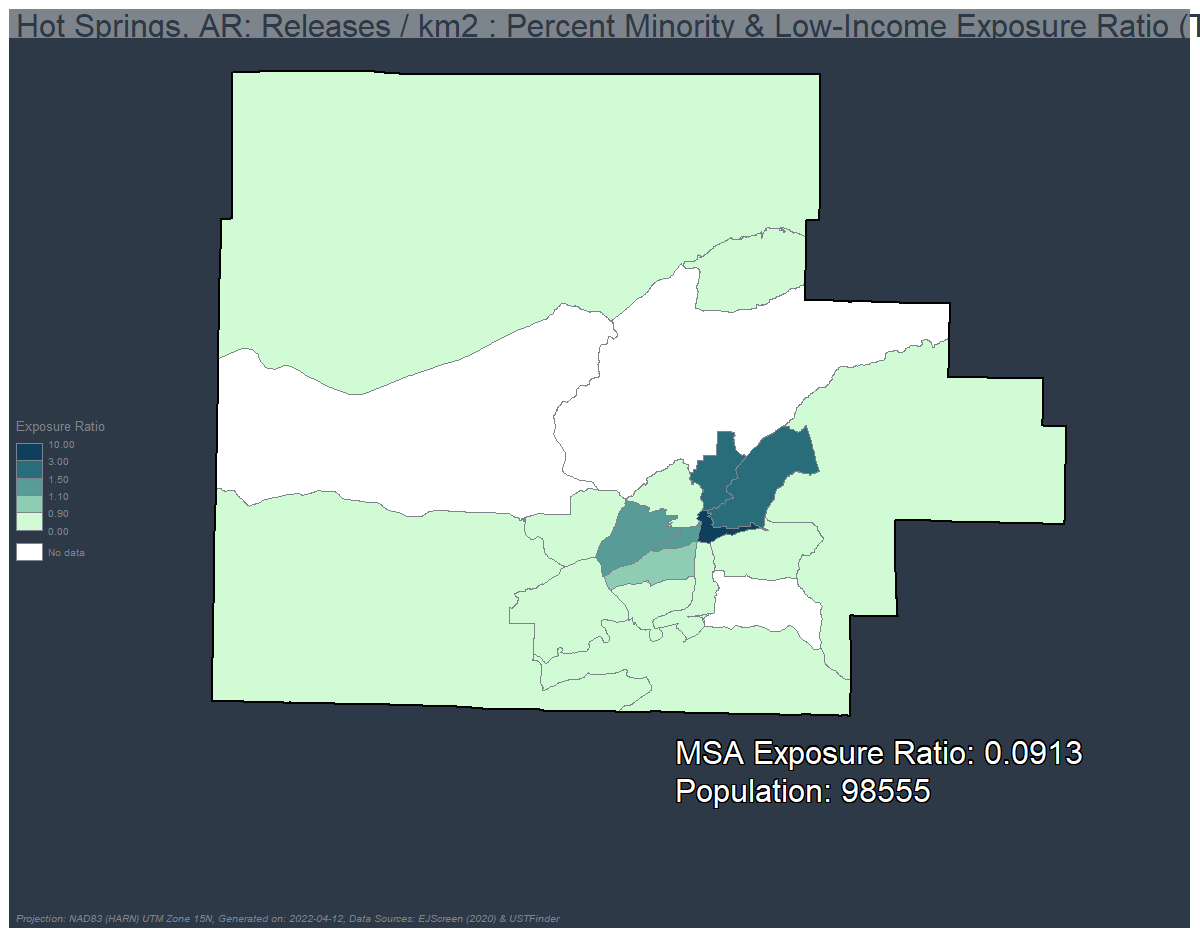 Hot Springs, AR: Releases / km2 : Percent Minority & Low-Income Exposure Ratio (T
Exposure Ratio
10.00
3.00
1.50
1.10
0.90
0.00
No data
MSA Exposure Ratio: 0.0913
Population: 98555
Projection: NAD83 (HARN) UTM Zone 15N, Generated on: 2022-04-12, Data Sources: EJScreen (2020) & USTFinder